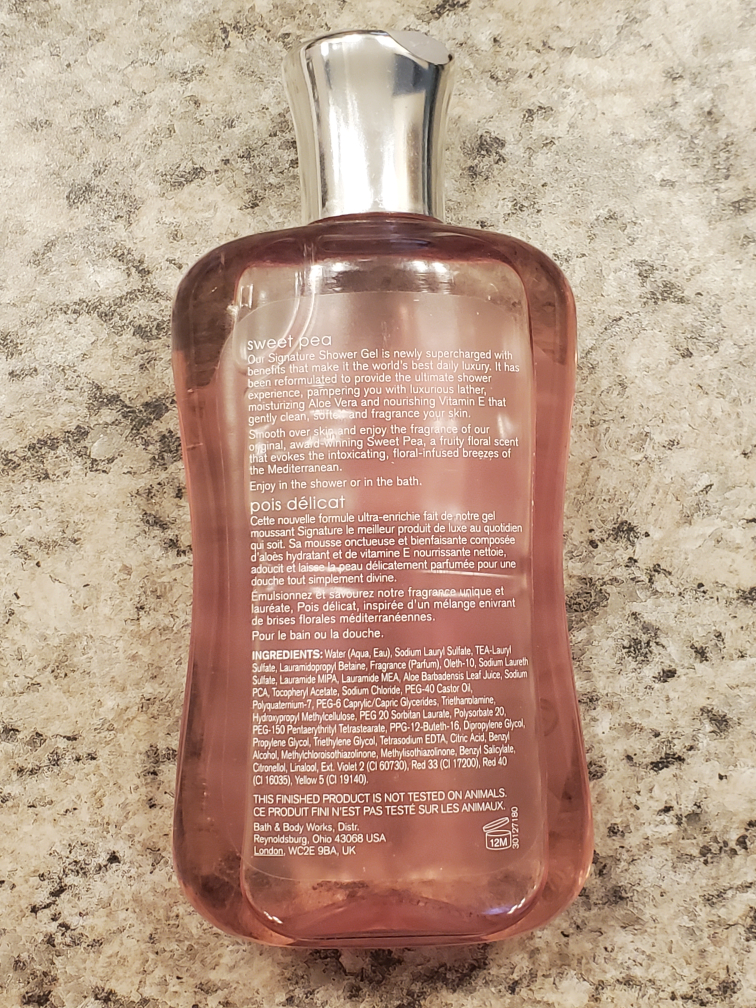 sweet pea
Our Signature Shower Gel is newly supercharged with
benefits that make it the world's best daily luxury. It has
been reformulated to provide the ultimate shower
experience, pampering you with luxurious lather,
moisturizing Aloe Vera and nourishing Vitamin E that
gently clean, soften and fragrance your skin.
Smooth over skin and enjoy the fragrance of our
original, award-winning Sweet Pea, a fruity floral scent
that evokes the intoxicating, floral-infused breezes of
the Mediterranean.
Enjoy in the shower or in the bath.
pois délicat
Cette nouvelle formule ultra-enrichie fait de notre gel
moussant Signature le meilleur produit de luxe au quotidien
qui soit. Sa mousse onctueuse et bienfaisante composée
d'aloès hydratant et de vitamine E nourrissante nettoie,
adoucit et laisse la peau délicatement parfumée pour une
douche tout simplement divine.
Émulsionnez et savourez notre fragrance unique et
lauréate, Pois délicat, inspirée d'un mélange enivrant
de brises florales méditerranéennes.
Pour le bain ou la douche.
INGREDIENTS: Water (Aqua, Eau), Sodium Lauryl Sulfate, TEA-Lauryl
Sulfate, Lauramidopropyl Betaine, Fragrance (Parfum), Oleth-10, Sodium Laureth
Sulfate, Lauramide MIPA, Lauramide MEA, Aloe Barbadensis Leaf Juice, Sodium
PCA, Tocopheryl Acetate, Sodium Chloride, PEG-40 Castor Oil,
Polyquaternium-7, PEG-6 Caprylic/Capric Glycerides, Triethanolamine,
Hydroxypropyl Methylcellulose, PEG 20 Sorbitan Laurate, Polysorbate 20,
PEG-150 Pentaerythrityl Tetrastearate, PPG-12-Buteth-16, Dipropylene Glycol,
Propylene Glycol, Triethylene Glycol, Tetrasodium EDTA, Citric Acid, Benzyl
Alcohol, Methylchloroisothiazolinone, Methylisothiazolinone, Benzyl Salicylate,
Citronellol, Linalool, Ext. Violet 2 (CI 60730), Red 33 (CI 17200), Red 40
(CI 16035), Yellow 5 (CI 19140).
THIS FINISHED PRODUCT IS NOT TESTED ON ANIMALS.
CE PRODUIT FINI N'EST PAS TESTÉ SUR LES ANIMAUX.
Bath & Body Works, Distr.
Reynoldsburg, Ohio 43068 USA
London, WC2E 9BA, UK
12M
30127180